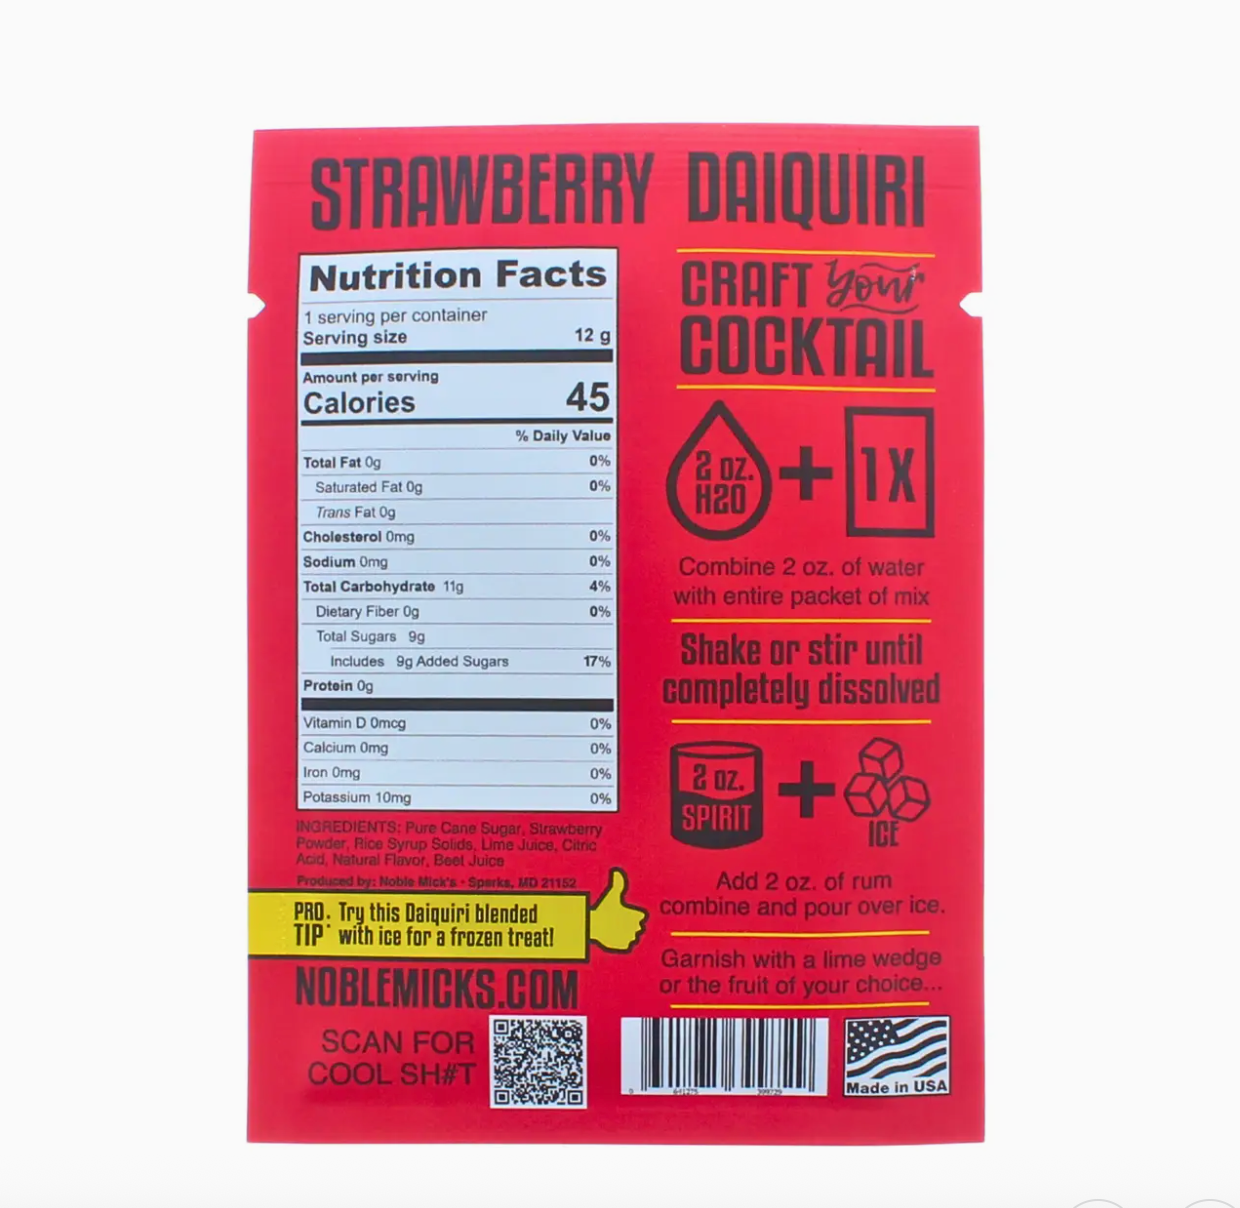 STRAWBERRY DAIQUIRI
Nutrition Facts
1 serving per container
Serving size 12 g
Amount per serving
Calories 45
% Daily Value
Total Fat 0g 0%
Saturated Fat 0g 0%
Trans Fat 0g
Cholesterol 0mg 0%
Sodium 0mg 0%
Total Carbohydrate 11g 4%
Dietary Fiber 0g 0%
Total Sugars 9g
Includes 9g Added Sugars 17%
Protein 0g
Vitamin D 0mcg 0%
Calcium 0mg 0%
Iron 0mg 0%
Potassium 10mg 0%
INGREDIENTS: Pure Cane Sugar, Strawberry
Powder, Rice Syrup Solids, Lime Juice, Citric
Acid, Natural Flavor, Beet Juice
Produced by: Noble Mick's - Sparks, MD 21152
PRO. Try this Daiquiri blended
TIP with ice for a frozen treat!
NOBLEMICKS.COM
SCAN FOR
COOL SH#T
CRAFT your
COCKTAIL
2 oz.
H2O
+
1X
Combine 2 oz. of water
with entire packet of mix
Shake or stir until
completely dissolved
2 oz.
SPIRIT
+
ICE
Add 2 oz. of rum
combine and pour over ice.
Garnish with a lime wedge
or the fruit of your choice...
Made in USA